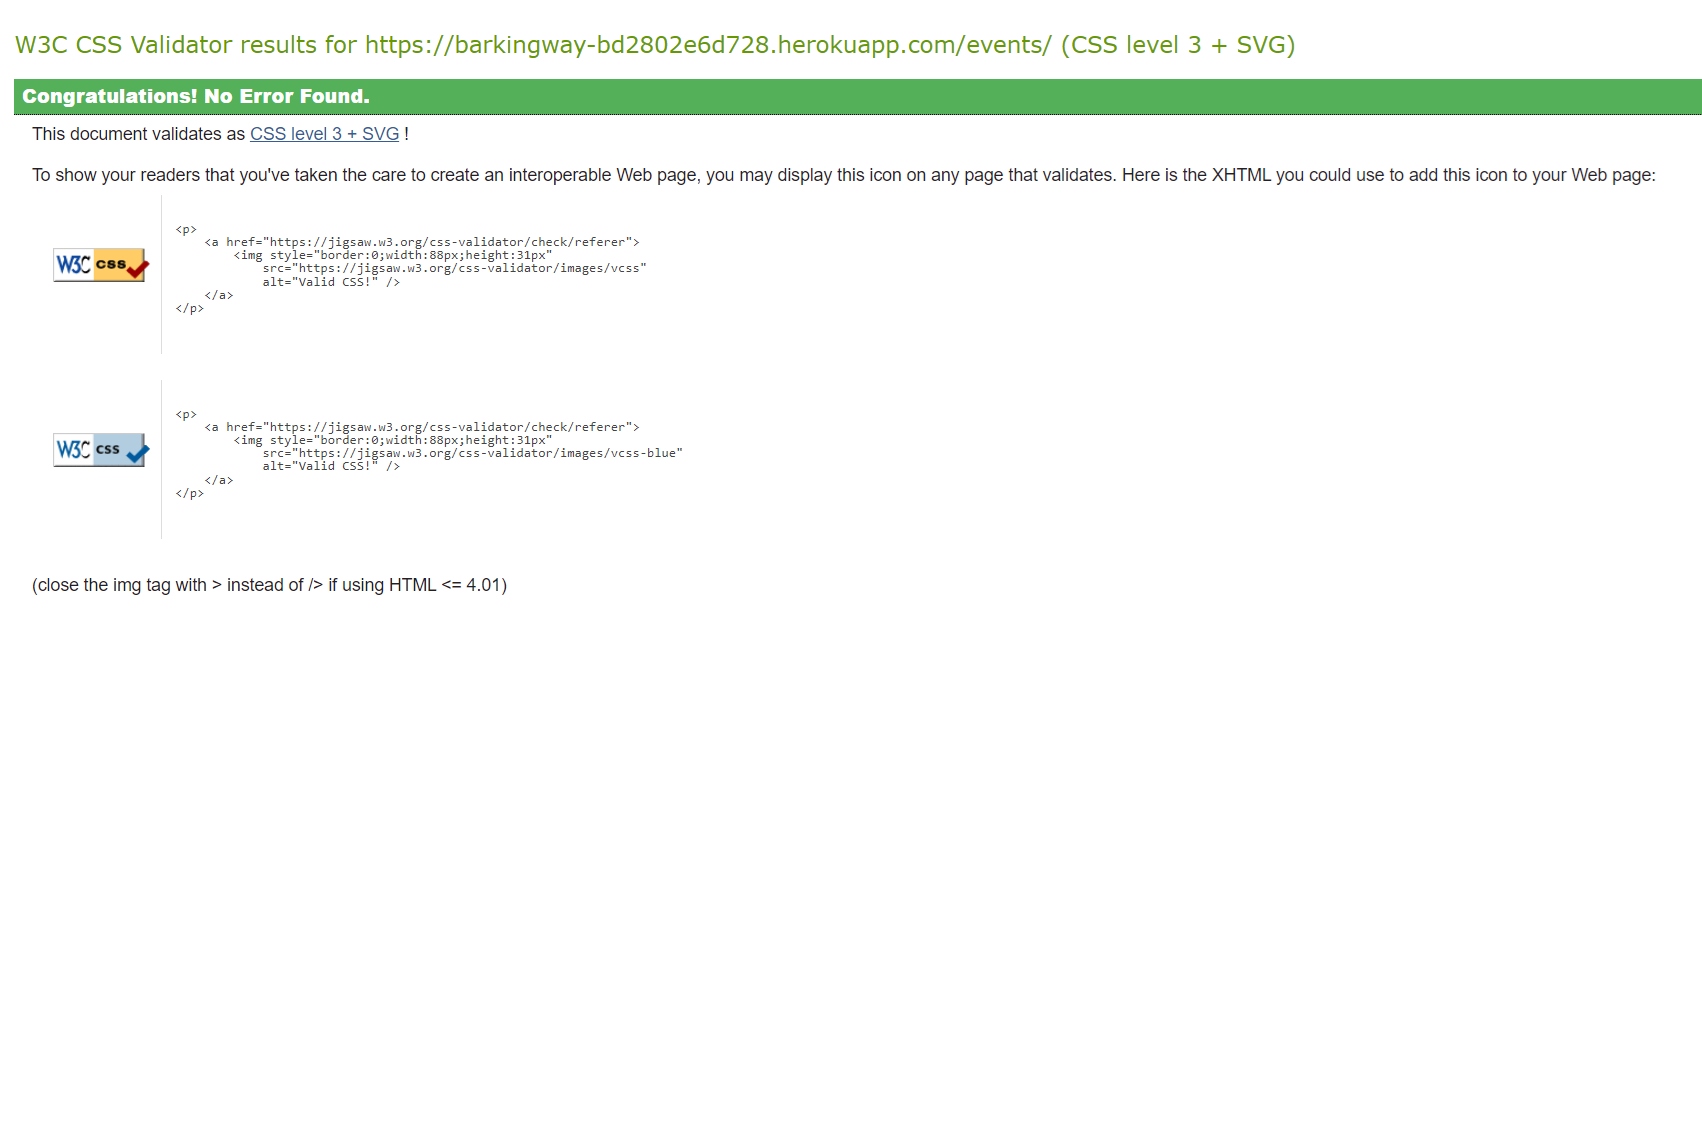 W3C CSS Validator results for https://barkingway-bd2802e6d728.herokuapp.com/events/ (CSS level 3 + SVG)
Congratulations! No Error Found.
This document validates as CSS level 3 + SVG !
To show your readers that you've taken the care to create an interoperable Web page, you may display this icon on any page that validates. Here is the XHTML you could use to add this icon to your Web page:
<p>
<a href="https://jigsaw.w3.org/css-validator/check/referer">
<img style="border:0;width:88px;height:31px"
W3C css
src="https://jigsaw.w3.org/css-validator/images/vcss"
alt="Valid CSS!" />
</a>
</p>
<p>
<a href="https://jigsaw.w3.org/css-validator/check/referer">
<img style="border:0;width:88px;height:31px"
W3C css
src="https://jigsaw.w3.org/css-validator/images/vcss-blue"
alt="Valid CSS!" />
</a>
</p>
(close the img tag with > instead of /> if using HTML <= 4.01)